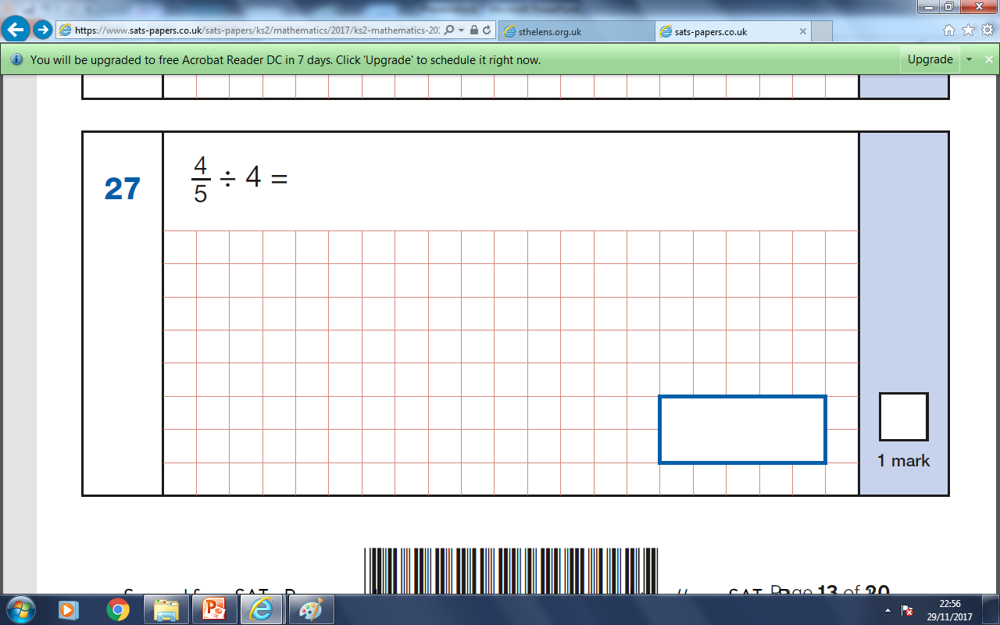 https://www.sats-papers.co.uk/sats-papers/ks2/mathematics/2017/ks2-mathematics-20
sthelens.org.uk
sats-papers.co.uk
You will be upgraded to free Acrobat Reader DC in 7 days. Click 'Upgrade' to schedule it right now.
Upgrade
27
4/5 ÷ 4 =
1 mark
Page 13 of 20
22:56
29/11/2017